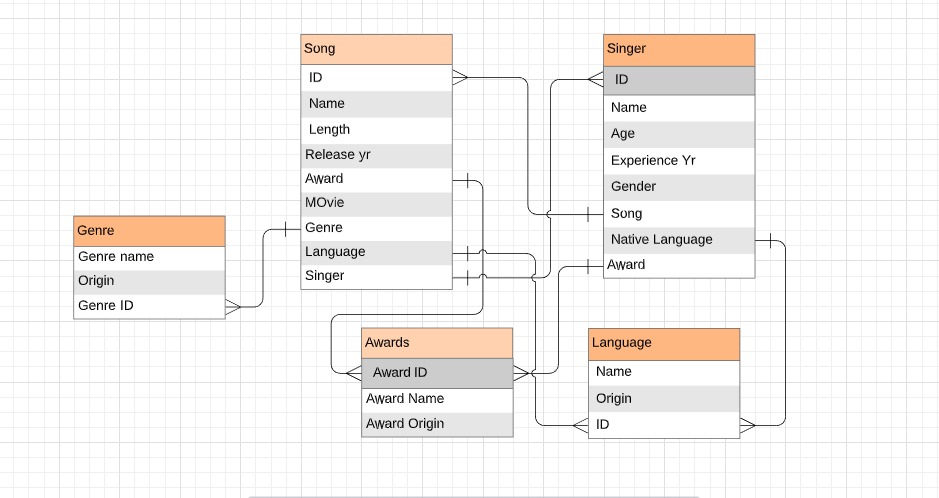 Song
ID
Name
Length
Release yr
Award
MOvie
Genre
Language
Singer
Singer
ID
Name
Age
Experience Yr
Gender
Song
Native Language
Award
Genre
Genre name
Origin
Genre ID
Awards
Award ID
Award Name
Award Origin
Language
Name
Origin
ID